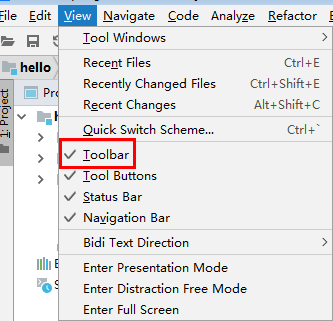 File Edit View Navigate Code Analyze Refactor
hello
1: Project
Pro
Tool Windows
Recent Files Ctrl+E
Recently Changed Files Ctrl+Shift+E
Recent Changes Alt+Shift+C
Quick Switch Scheme... Ctrl+`
Toolbar
Tool Buttons
Status Bar
Navigation Bar
Bidi Text Direction
Enter Presentation Mode
Enter Distraction Free Mode
Enter Full Screen